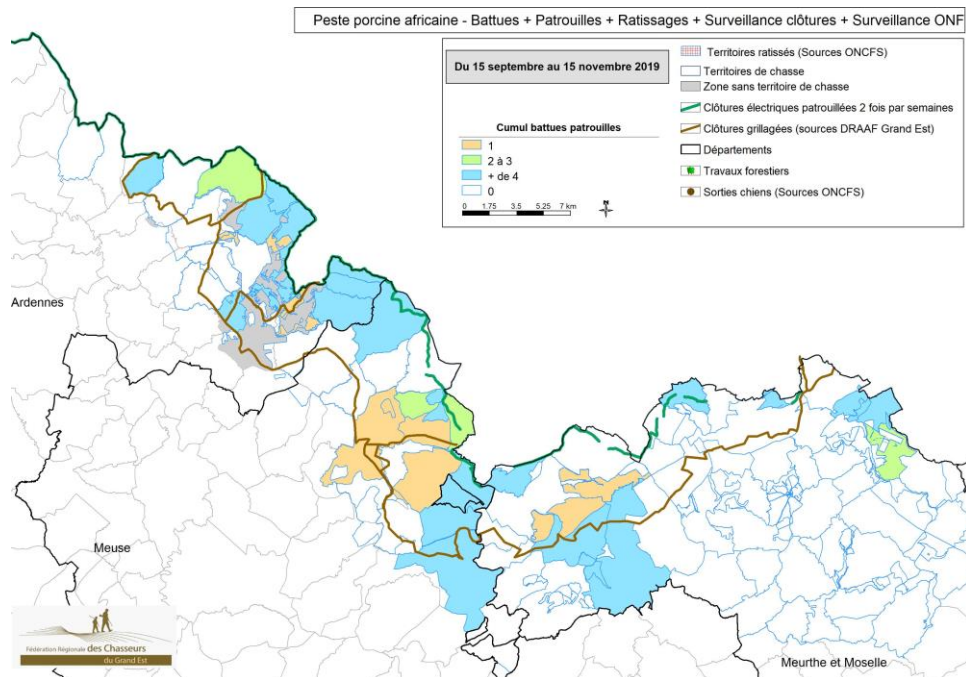 Peste porcine africaine - Battues + Patrouilles + Ratissages + Surveillance clôtures + Surveillance ONF
Du 15 septembre au 15 novembre 2019
Cumul battues patrouilles
1
2 à 3
+ de 4
0
0 1.75 3.5 5.25 7 km
N
Territoires ratissés (Sources ONCFS)
Territoires de chasse
Zone sans territoire de chasse
Clôtures électriques patrouillées 2 fois par semaines
Clôtures grillagées (sources DRAAF Grand Est)
Départements
Travaux forestiers
Sorties chiens (Sources ONCFS)
Ardennes
Meuse
Meurthe et Moselle
Fédération Régionale des Chasseurs
du Grand Est